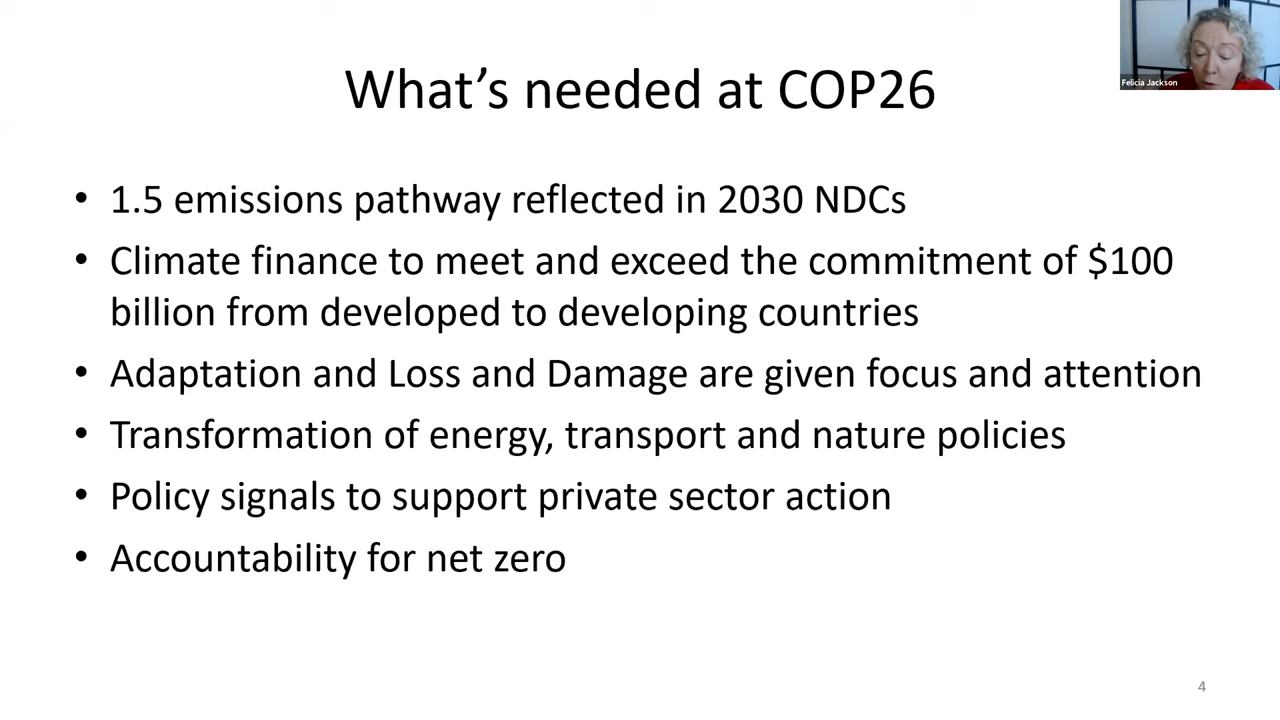 Felicia Jackson
What's needed at COP26
• 1.5 emissions pathway reflected in 2030 NDCs
• Climate finance to meet and exceed the commitment of $100
billion from developed to developing countries
• Adaptation and Loss and Damage are given focus and attention
• Transformation of energy, transport and nature policies
• Policy signals to support private sector action
• Accountability for net zero
4